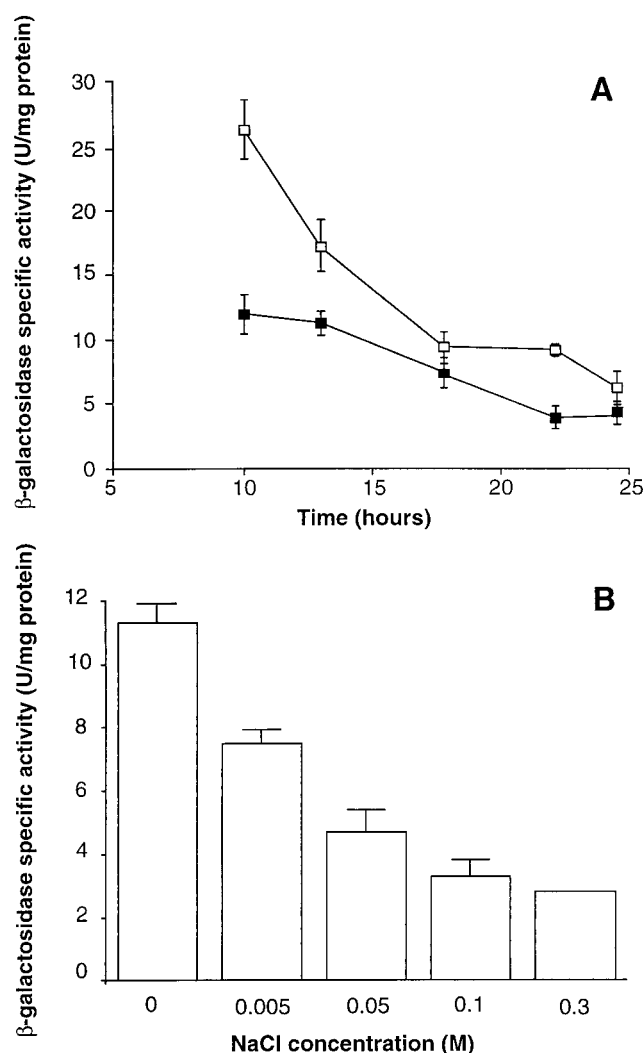 A
β-galactosidase specific activity (U/mg protein)
30
25
20
15
10
5
0
5 10 15 20 25
Time (hours)
B
β-galactosidase specific activity (U/mg protein)
12
10
8
6
4
2
0
0 0.005 0.05 0.1 0.3
NaCl concentration (M)